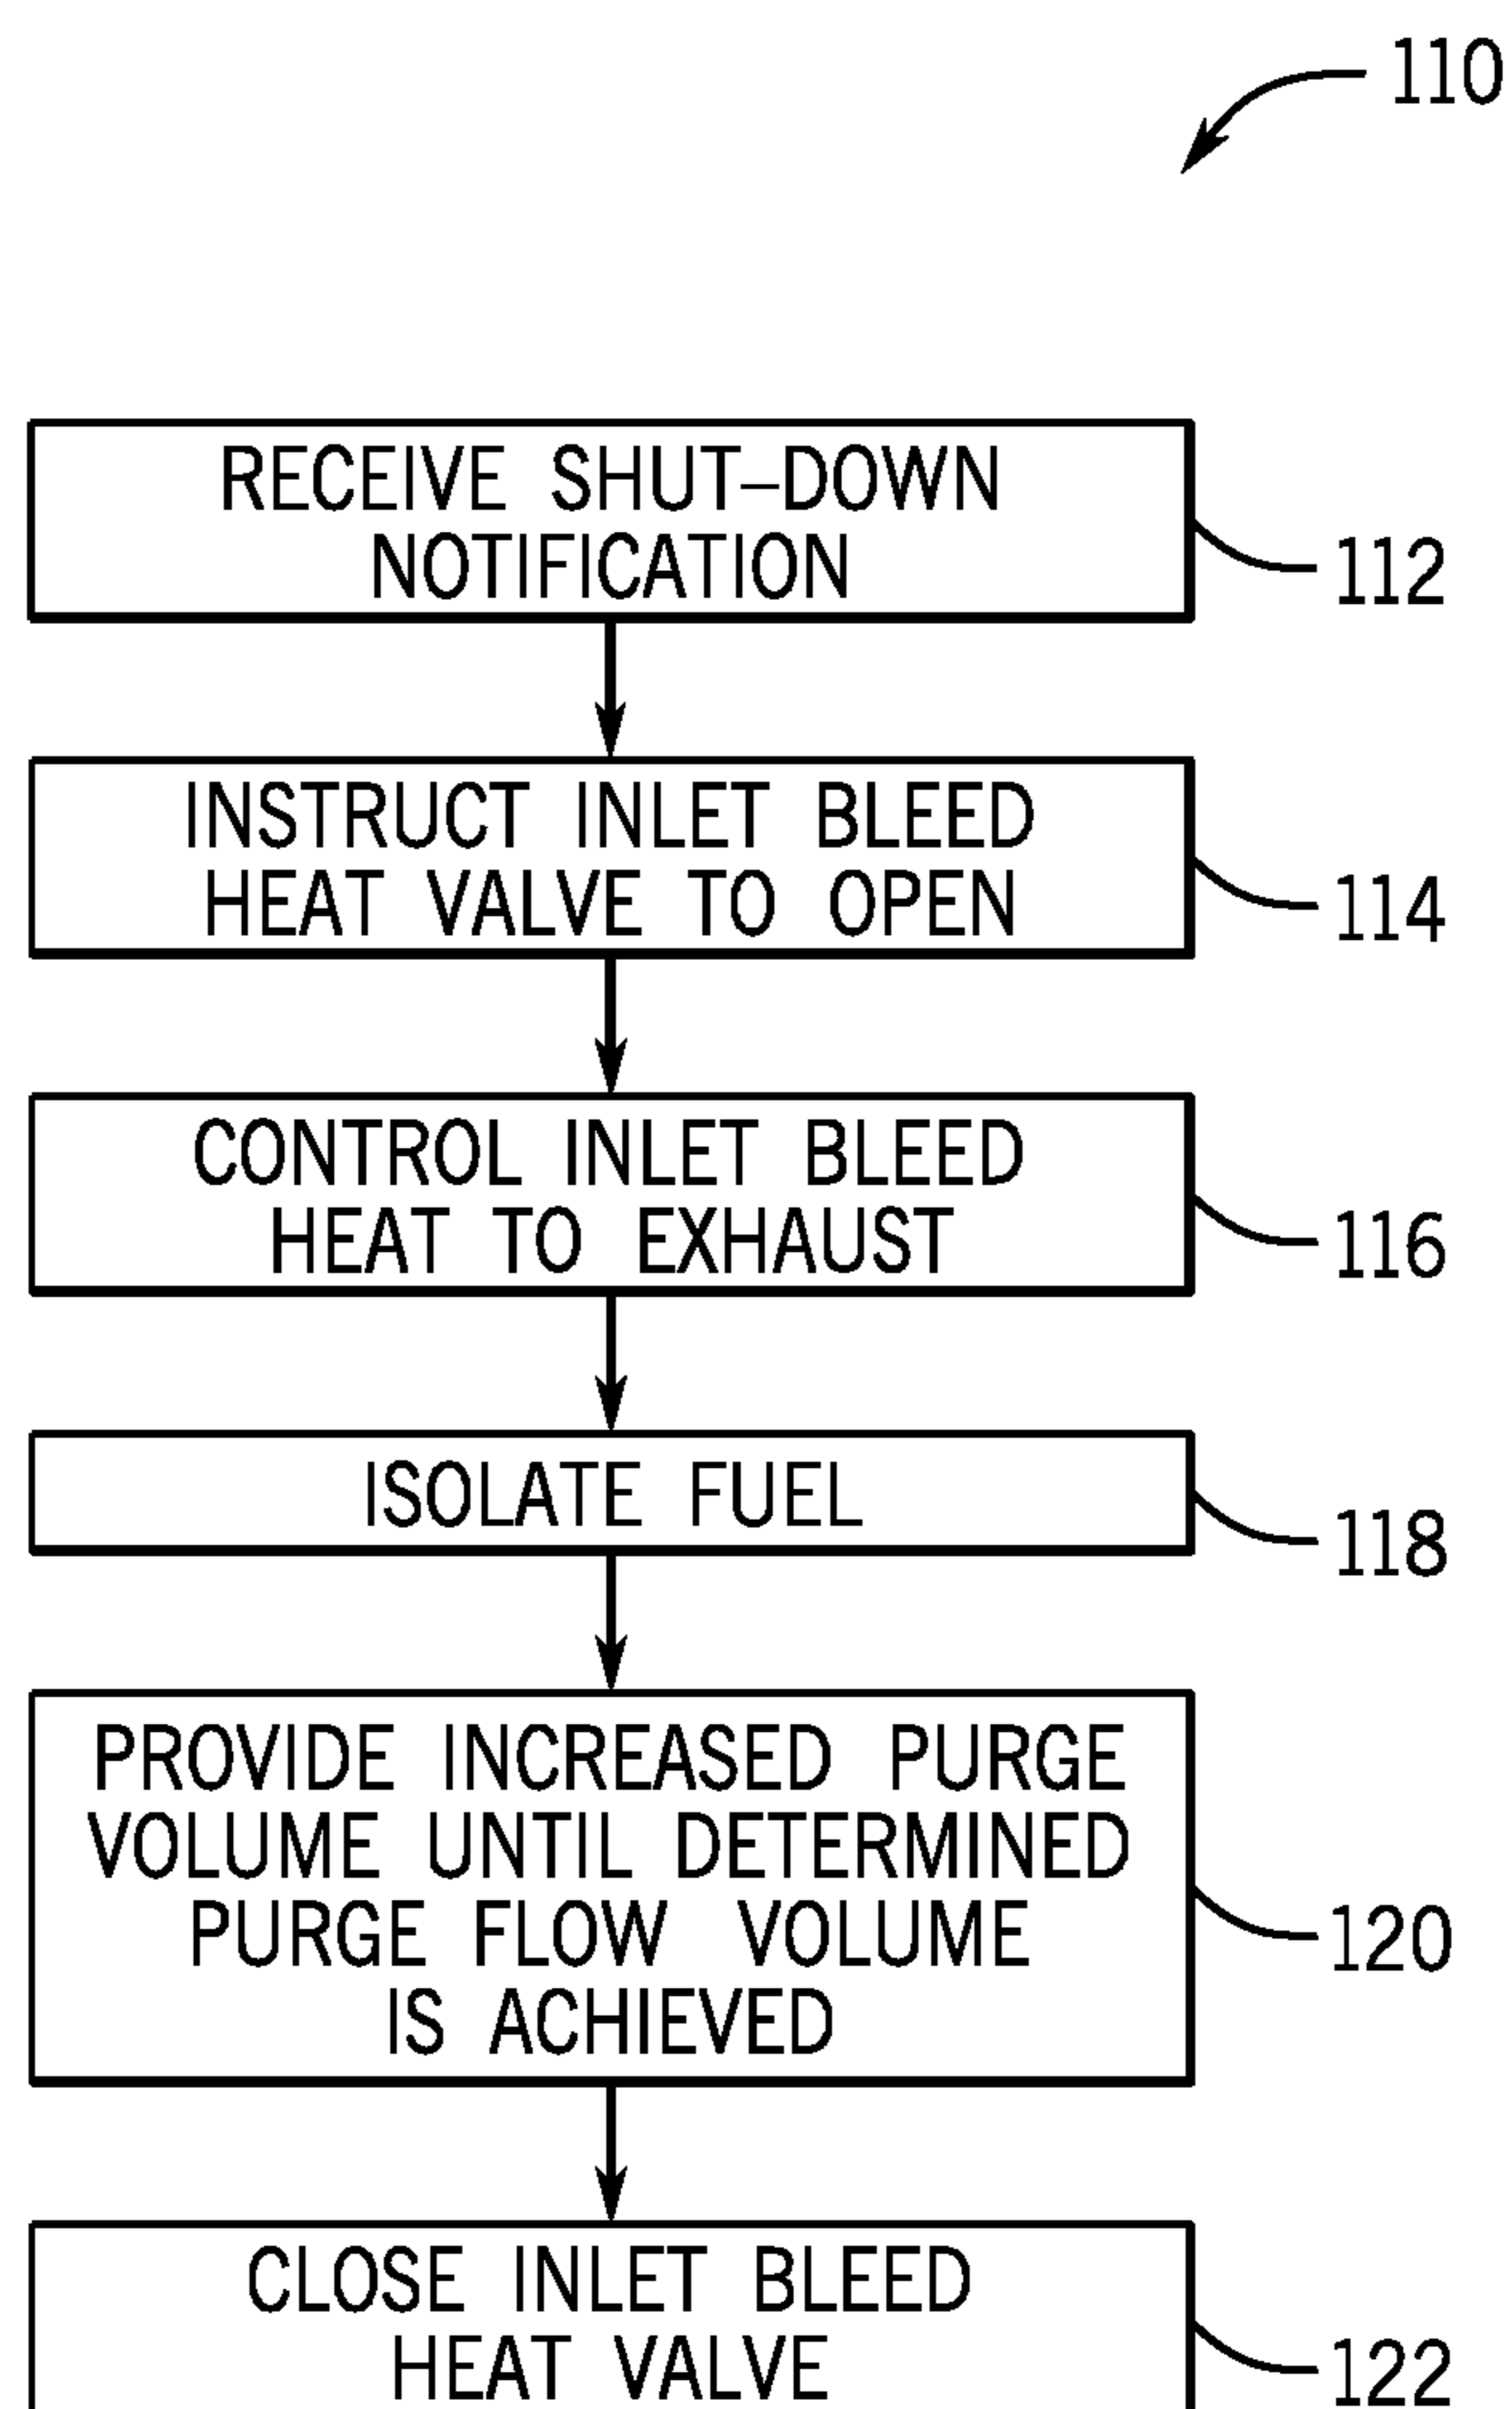 110
RECEIVE SHUT-DOWN
NOTIFICATION
112
INSTRUCT INLET BLEED
HEAT VALVE TO OPEN
114
CONTROL INLET BLEED
HEAT TO EXHAUST
116
ISOLATE FUEL
118
PROVIDE INCREASED PURGE
VOLUME UNTIL DETERMINED
PURGE FLOW VOLUME
IS ACHIEVED
120
CLOSE INLET BLEED
HEAT VALVE
122